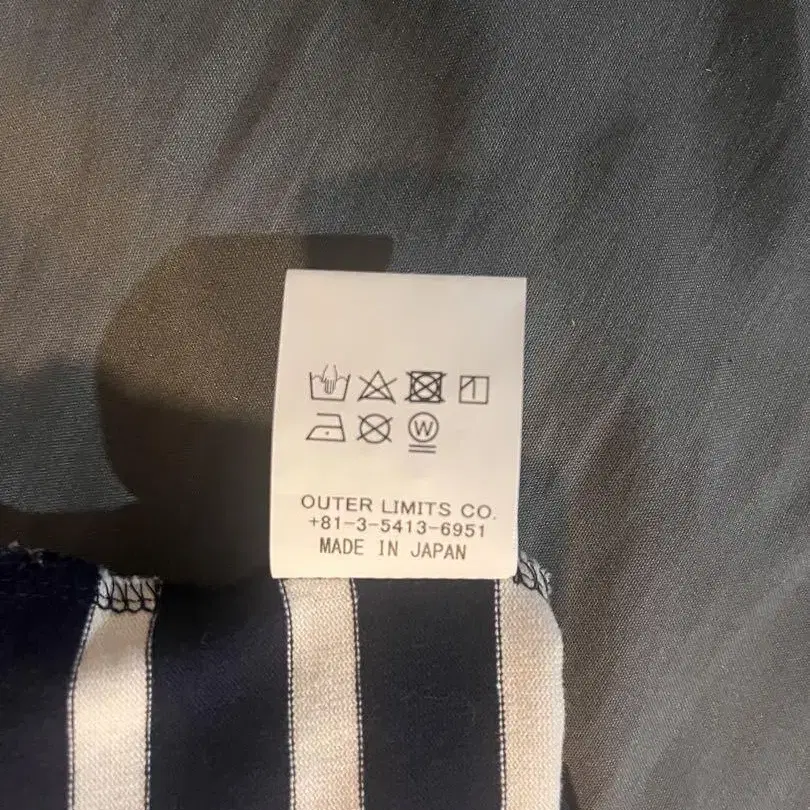 W
OUTER LIMITS CO.
+81-3-5413-6951
MADE IN JAPAN